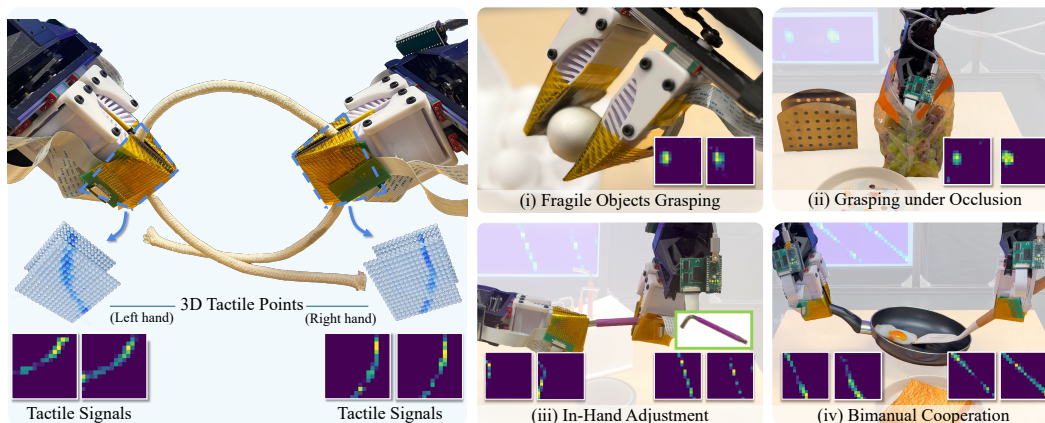 3D Tactile Points
(Left hand)
(Right hand)
Tactile Signals
Tactile Signals
(i) Fragile Objects Grasping
(ii) Grasping under Occlusion
(iii) In-Hand Adjustment
(iv) Bimanual Cooperation